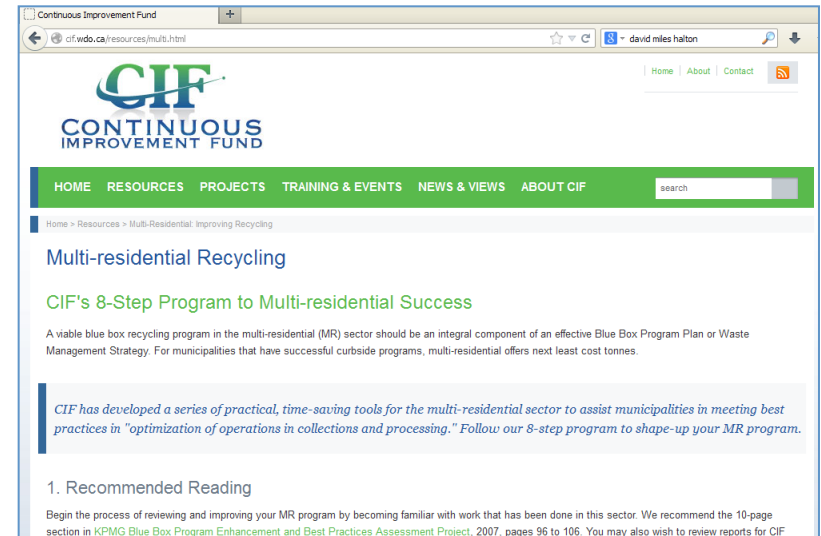 Continuous Improvement Fund +
cif.wdo.ca/resources/multi.html 8 david miles halton
Home | About | Contact
CIF
CONTINUOUS
IMPROVEMENT FUND
HOME RESOURCES PROJECTS TRAINING & EVENTS NEWS & VIEWS ABOUT CIF search
Home > Resources > Multi-Residential: Improving Recycling
Multi-residential Recycling
CIF's 8-Step Program to Multi-residential Success
A viable blue box recycling program in the multi-residential (MR) sector should be an integral component of an effective Blue Box Program Plan or Waste
Management Strategy. For municipalities that have successful curbside programs, multi-residential offers next least cost tonnes.
CIF has developed a series of practical, time-saving tools for the multi-residential sector to assist municipalities in meeting best
practices in "optimization of operations in collections and processing." Follow our 8-step program to shape-up your MR program.
1. Recommended Reading
Begin the process of reviewing and improving your MR program by becoming familiar with work that has been done in this sector. We recommend the 10-page
section in KPMG Blue Box Program Enhancement and Best Practices Assessment Project, 2007, pages 96 to 106. You may also wish to review reports for CIF